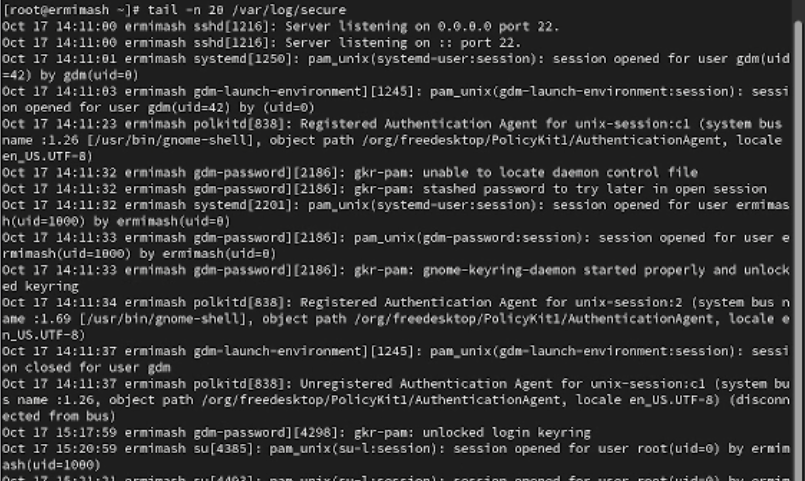 [root@ermimash ~]# tail -n 20 /var/log/secure
Oct 17 14:11:00 ermimash sshd[1216]: Server listening on 0.0.0.0 port 22.
Oct 17 14:11:00 ermimash sshd[1216]: Server listening on :: port 22.
Oct 17 14:11:01 ermimash systemd[1250]: pam_unix(systemd-user:session): session opened for user gdm(uid
=42) by gdm(uid=0)
Oct 17 14:11:03 ermimash gdm-launch-environment][1245]: pam_unix(gdm-launch-environment:session): sessi
on opened for user gdm(uid=42) by (uid=0)
Oct 17 14:11:23 ermimash polkitd[838]: Registered Authentication Agent for unix-session:c1 (system bus
name :1.26 [/usr/bin/gnome-shell], object path /org/freedesktop/PolicyKit1/AuthenticationAgent, locale
en_US.UTF-8)
Oct 17 14:11:32 ermimash gdm-password][2186]: gkr-pam: unable to locate daemon control file
Oct 17 14:11:32 ermimash gdm-password][2186]: gkr-pam: stashed password to try later in open session
Oct 17 14:11:32 ermimash systemd[2201]: pam_unix(systemd-user:session): session opened for user ermimas
h(uid=1000) by ermimash(uid=0)
Oct 17 14:11:33 ermimash gdm-password][2186]: pam_unix(gdm-password:session): session opened for user e
rmimash(uid=1000) by ermimash(uid=0)
Oct 17 14:11:33 ermimash gdm-password][2186]: gkr-pam: gnome-keyring-daemon started properly and unlock
ed keyring
Oct 17 14:11:34 ermimash polkitd[838]: Registered Authentication Agent for unix-session:2 (system bus n
ame :1.69 [/usr/bin/gnome-shell], object path /org/freedesktop/PolicyKit1/AuthenticationAgent, locale e
n_US.UTF-8)
Oct 17 14:11:37 ermimash gdm-launch-environment][1245]: pam_unix(gdm-launch-environment:session): sessi
on closed for user gdm
Oct 17 14:11:37 ermimash polkitd[838]: Unregistered Authentication Agent for unix-session:c1 (system bu
s name :1.26, object path /org/freedesktop/PolicyKit1/AuthenticationAgent, locale en_US.UTF-8) (disconn
ected from bus)
Oct 17 15:17:59 ermimash gdm-password][4298]: gkr-pam: unlocked login keyring
Oct 17 15:20:59 ermimash su[4385]: pam_unix(su-l:session): session opened for user root(uid=0) by ermim
ash(uid=1000)